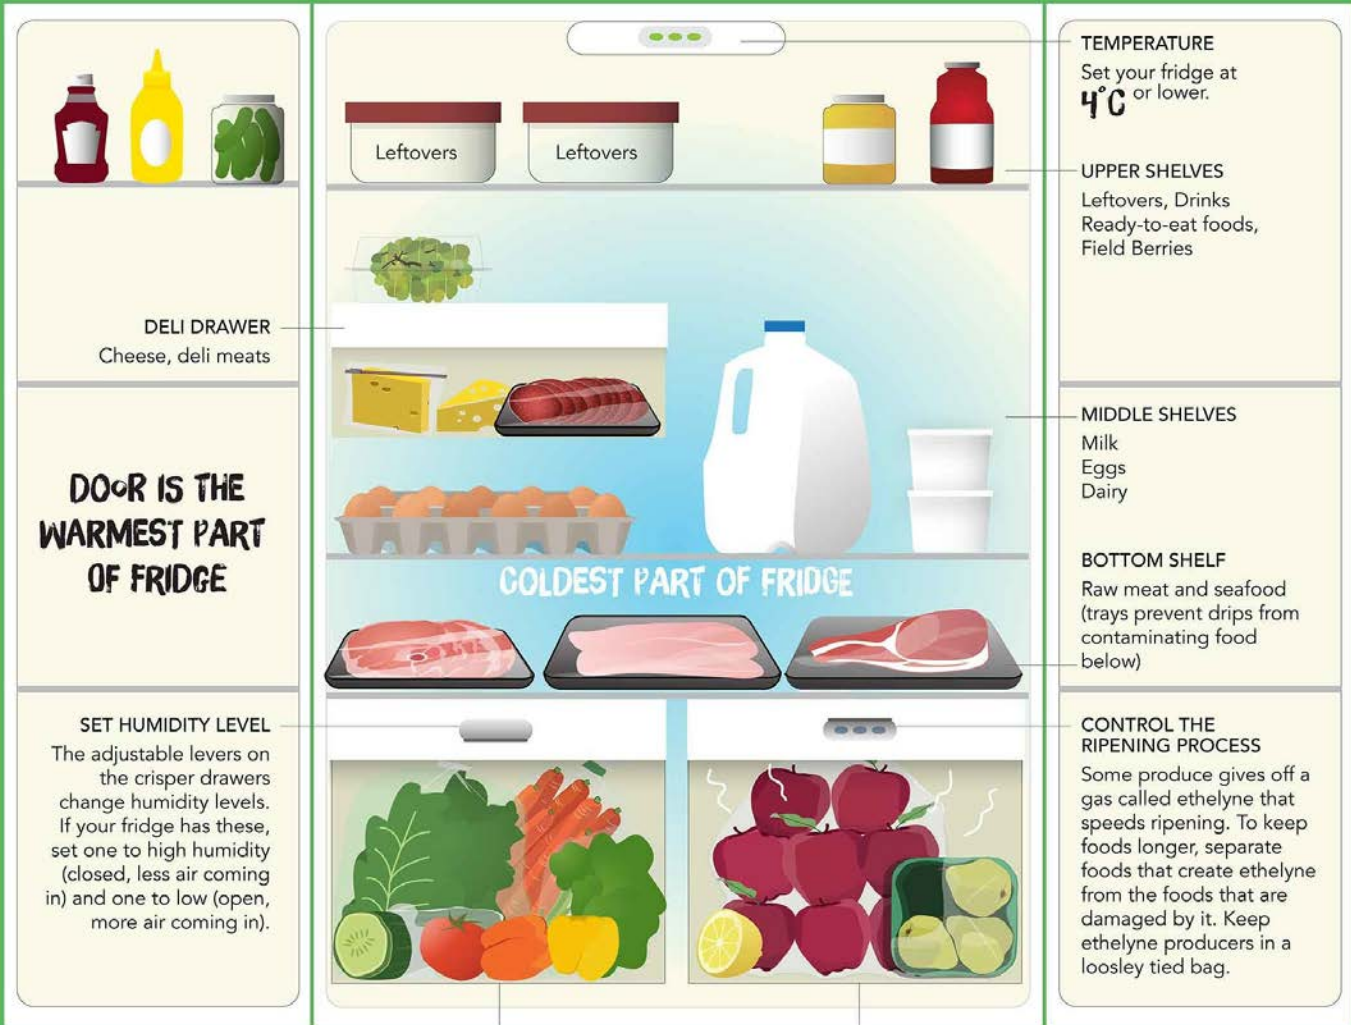 TEMPERATURE
Set your fridge at
4°C or lower.
Leftovers
Leftovers
UPPER SHELVES
Leftovers, Drinks
Ready-to-eat foods,
Field Berries
DELI DRAWER
Cheese, deli meats
MIDDLE SHELVES
Milk
Eggs
Dairy
DOOR IS THE
WARMEST PART
OF FRIDGE
COLDEST PART OF FRIDGE
BOTTOM SHELF
Raw meat and seafood
(trays prevent drips from
contaminating food
below)
SET HUMIDITY LEVEL
The adjustable levers on
the crisper drawers
change humidity levels.
If your fridge has these,
set one to high humidity
(closed, less air coming
in) and one to low (open,
more air coming in).
CONTROL THE
RIPENING PROCESS
Some produce gives off a
gas called ethelyne that
speeds ripening. To keep
foods longer, separate
foods that create ethelyne
from the foods that are
damaged by it. Keep
ethelyne producers in a
loosley tied bag.